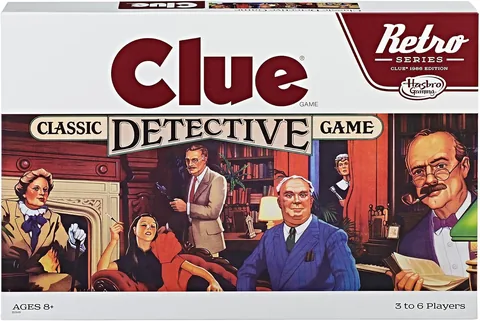 Clue®
GAME
CLASSIC DETECTIVE GAME
Retro
SERIES
CLUE® 1986 EDITION
Hasbro
Gaming
AGES 8+
3 to 6 Players